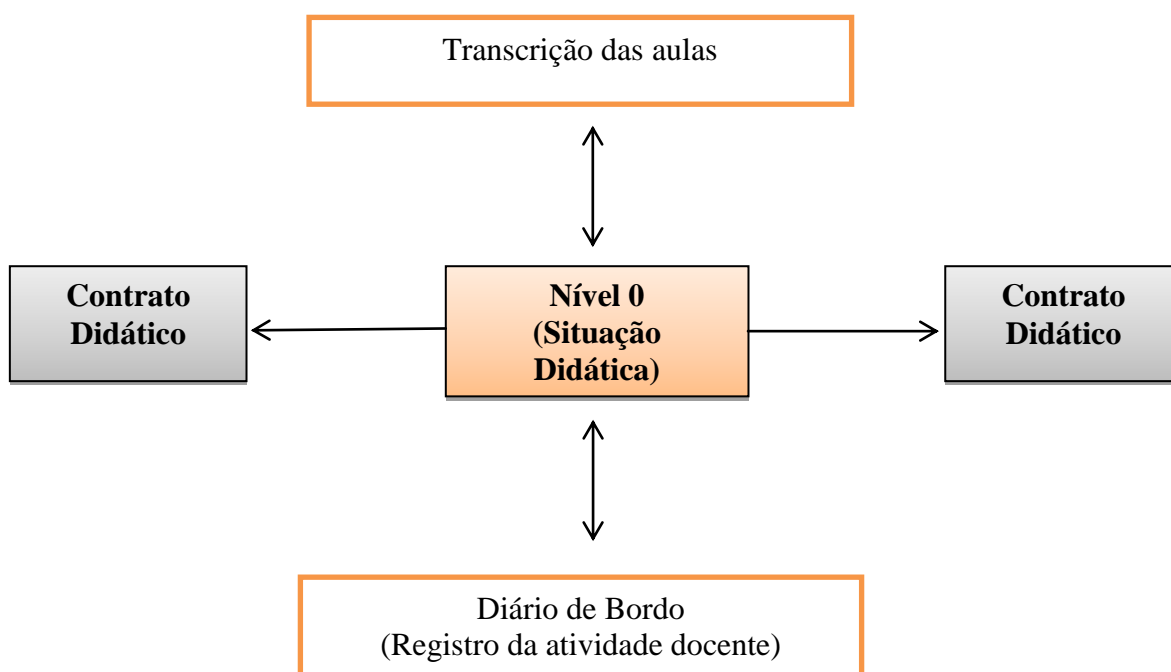 Transcrição das aulas
Contrato
Didático
Nível 0
(Situação
Didática)
Contrato
Didático
Diário de Bordo
(Registro da atividade docente)